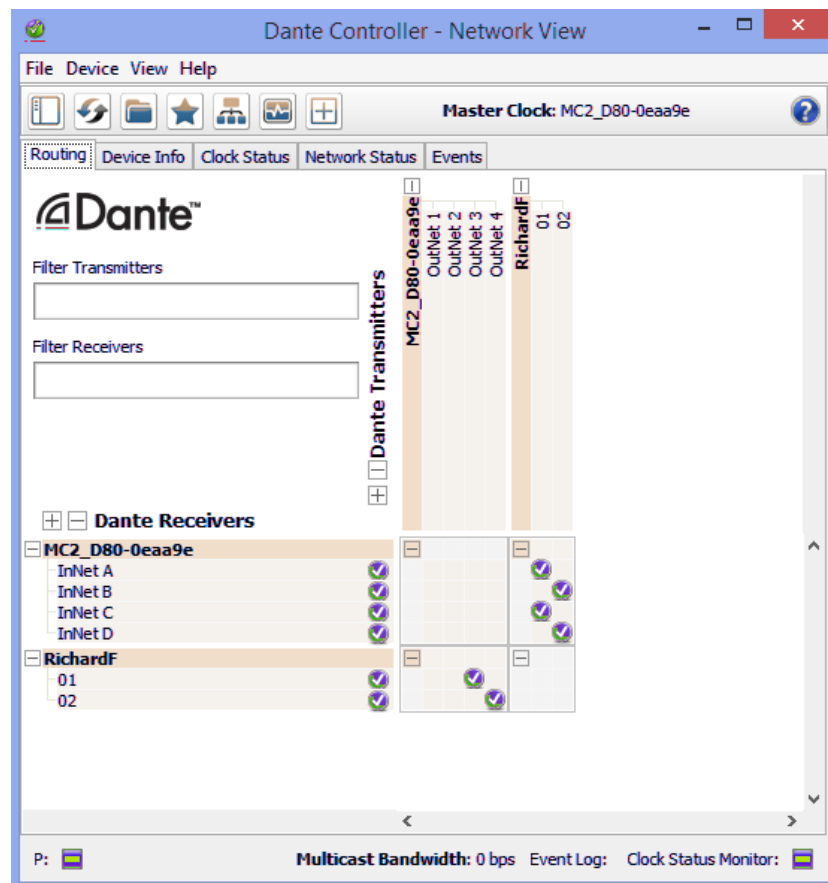 Dante Controller - Network View
File Device View Help
Master Clock: MC2_D80-0eaa9e
Routing Device Info Clock Status Network Status Events
Dante™
Filter Transmitters
Filter Receivers
Dante Transmitters
MC2_D80-0eaa9e
OutNet 1
OutNet 2
OutNet 3
OutNet 4
RichardF
01
02
Dante Receivers
MC2_D80-0eaa9e
InNet A
InNet B
InNet C
InNet D
RichardF
01
02
P: Multicast Bandwidth: 0 bps Event Log: Clock Status Monitor: